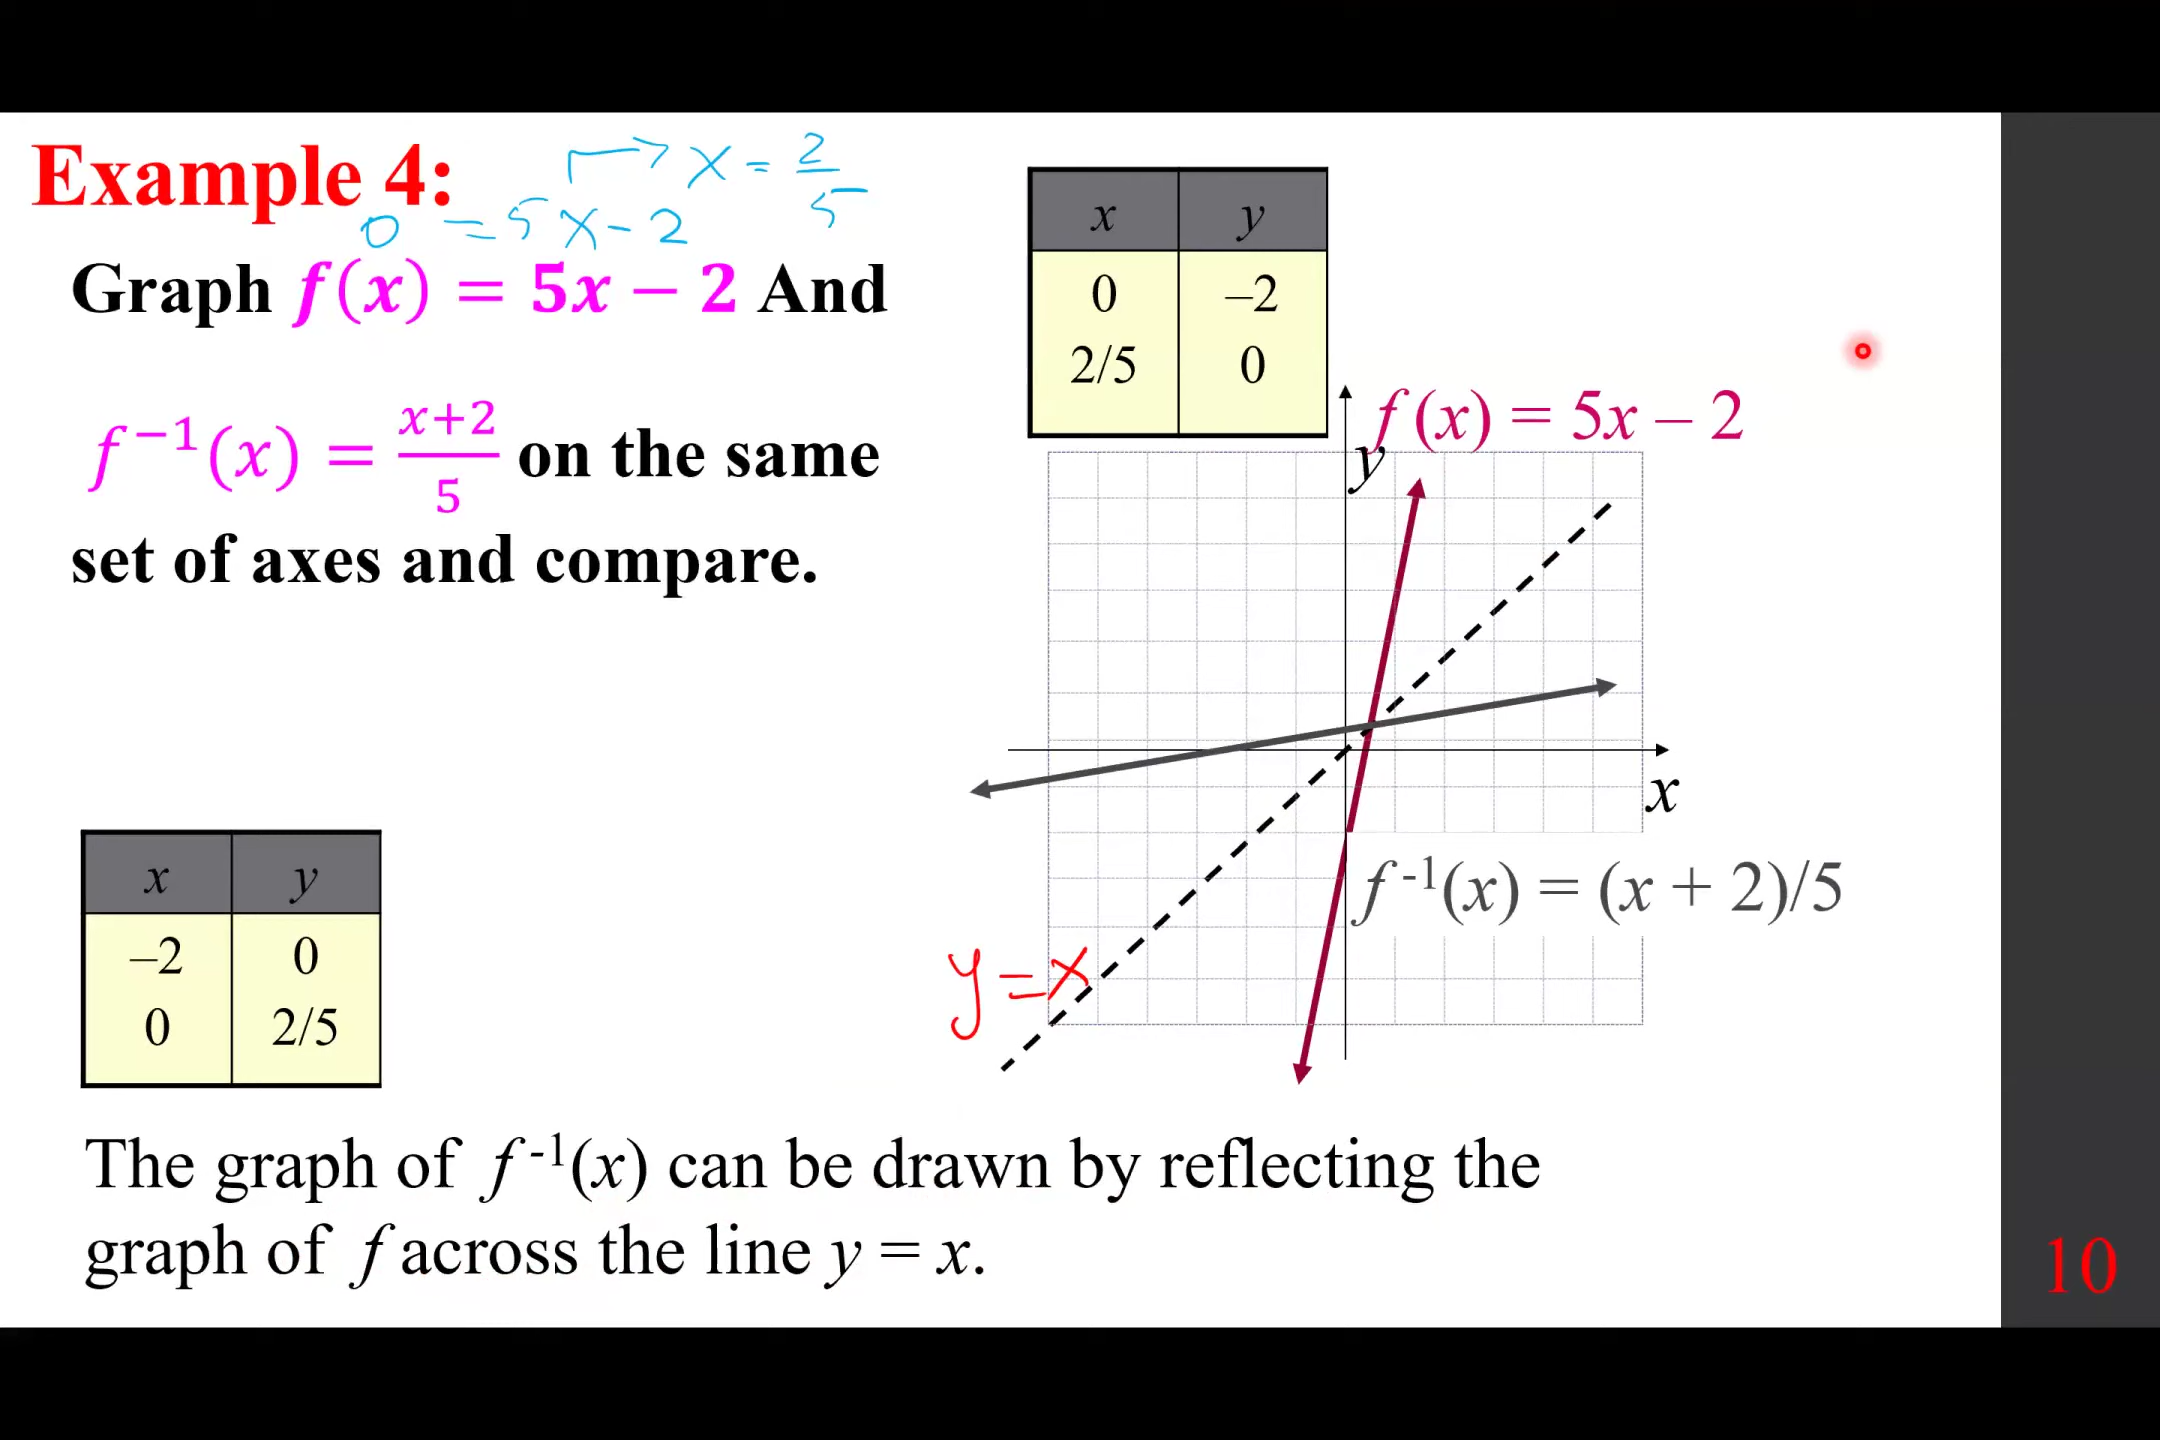 Example 4:
x = 2/5
0 = 5x - 2
Graph f(x) = 5x − 2 And
f⁻¹(x) = (x+2)/5 on the same
set of axes and compare.
x y
0 –2
2/5 0
f (x) = 5x – 2
y
x
f⁻¹(x) = (x + 2)/5
y = x
x y
–2 0
0 2/5
The graph of f⁻¹(x) can be drawn by reflecting the
graph of f across the line y = x.
10